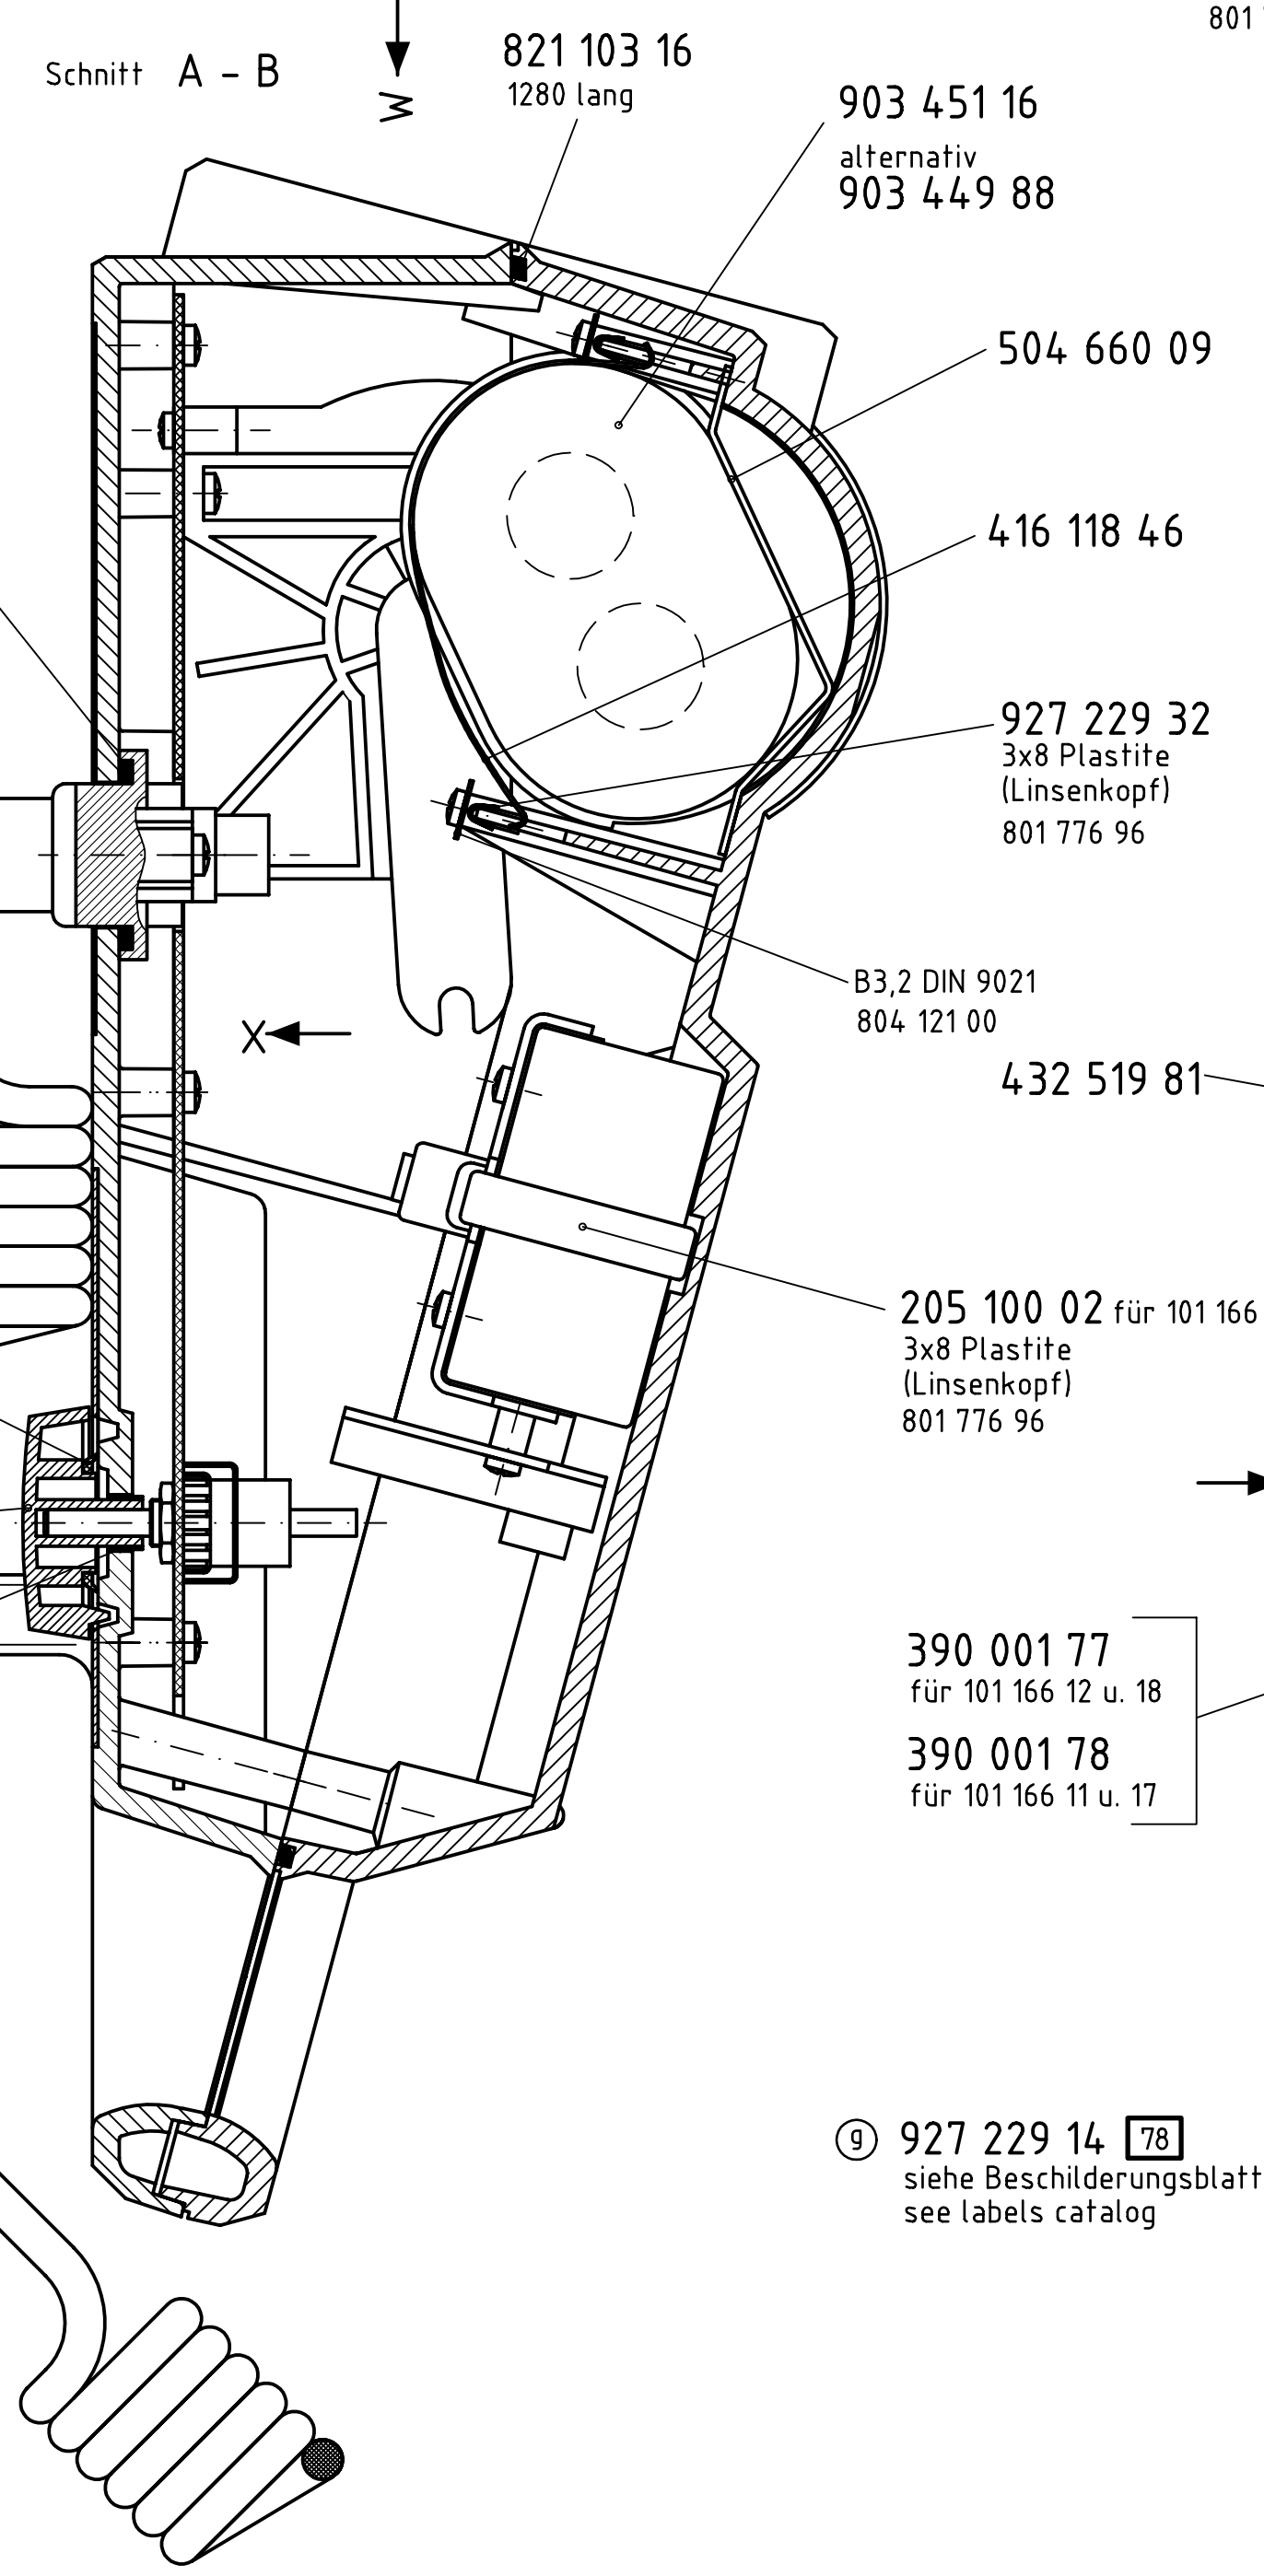 801
Schnitt A - B
W
821 103 16
1280 lang
903 451 16
alternativ
903 449 88
504 660 09
416 118 46
927 229 32
3x8 Plastite
(Linsenkopf)
801 776 96
B3,2 DIN 9021
804 121 00
X
432 519 81
205 100 02 für 101 166
3x8 Plastite
(Linsenkopf)
801 776 96
390 001 77
für 101 166 12 u. 18
390 001 78
für 101 166 11 u. 17
g 927 229 14 78
siehe Beschilderungsblatt
see labels catalog